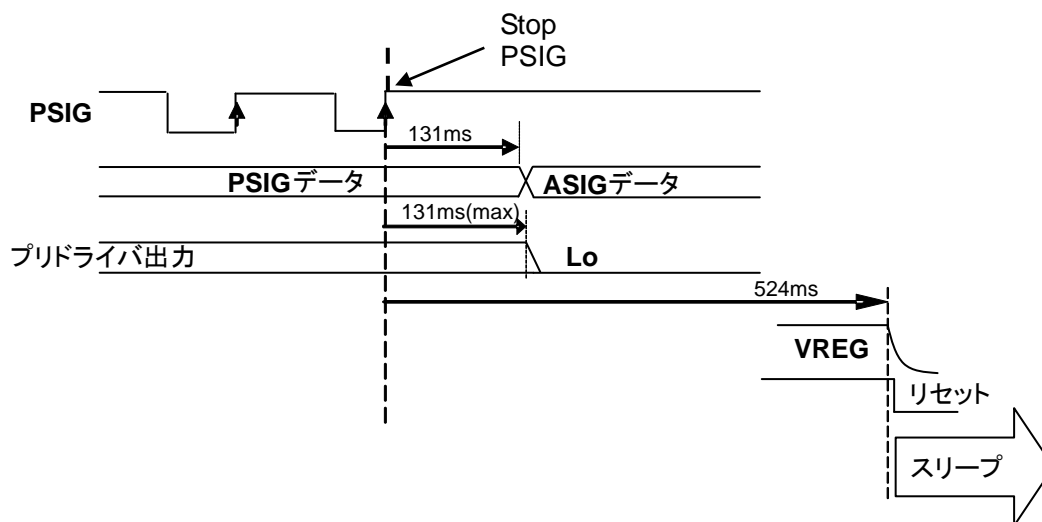 Stop
PSIG
PSIG
131ms
PSIGデータ
ASIGデータ
131ms(max)
プリドライバ出力
Lo
524ms
VREG
リセット
スリープ